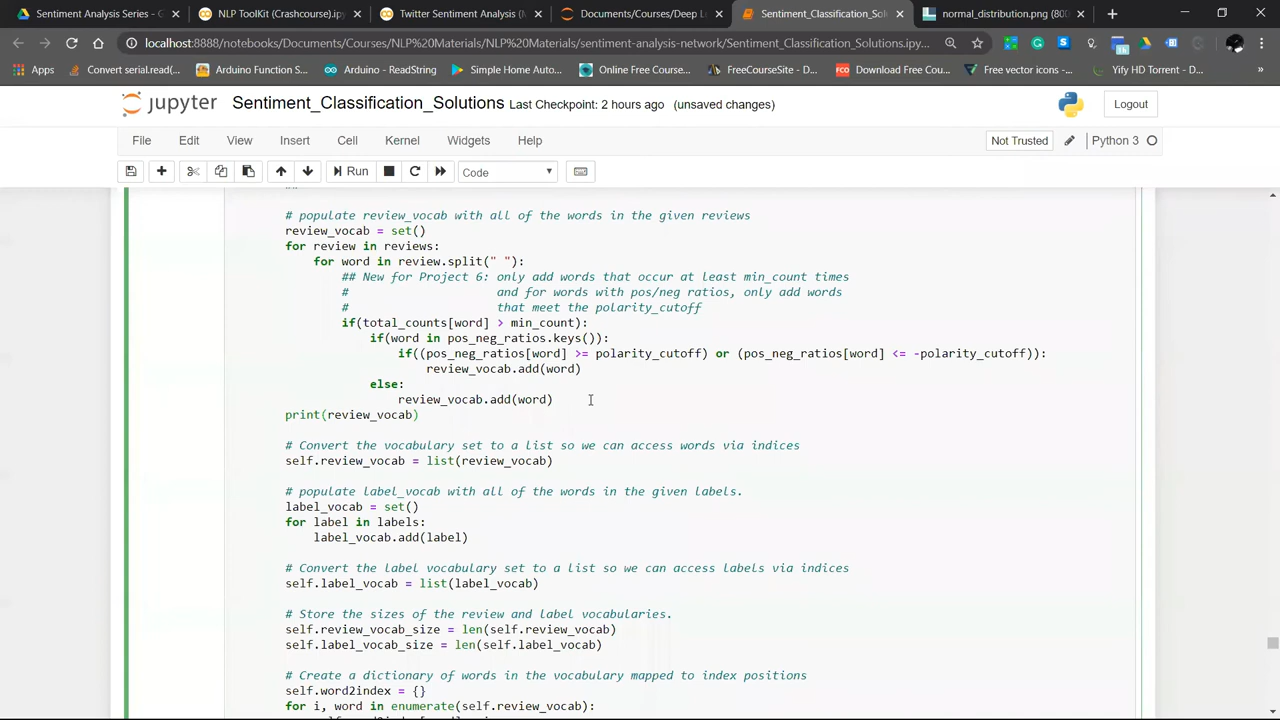 Sentiment Analysis Series - G
NLP ToolKit (Crashcourse).ipy
Twitter Sentiment Analysis (M
Documents/Courses/Deep L
Sentiment_Classification_Sol
normal_distribution.png (800
localhost:8888/notebooks/Documents/Courses/NLP%20Materials/NLP%20Materials/sentiment-analysis-network/Sentiment_Classification_Solutions.ipy...
Apps
Convert serial.read(...
Arduino Function S...
Arduino - ReadString
Simple Home Auto...
Online Free Course...
FreeCourseSite - D...
FCO
Download Free Cou...
Free vector icons -...
Yify HD Torrent - D...
»
jupyter Sentiment_Classification_Solutions Last Checkpoint: 2 hours ago (unsaved changes)
Logout
File Edit View Insert Cell Kernel Widgets Help
Not Trusted
Python 3
Run
Code
# populate review_vocab with all of the words in the given reviews
review_vocab = set()
for review in reviews:
for word in review.split(" "):
## New for Project 6: only add words that occur at least min_count times
# and for words with pos/neg ratios, only add words
# that meet the polarity_cutoff
if(total_counts[word] > min_count):
if(word in pos_neg_ratios.keys()):
if((pos_neg_ratios[word] >= polarity_cutoff) or (pos_neg_ratios[word] <= -polarity_cutoff)):
review_vocab.add(word)
else:
review_vocab.add(word)
print(review_vocab)
# Convert the vocabulary set to a list so we can access words via indices
self.review_vocab = list(review_vocab)
# populate label_vocab with all of the words in the given labels.
label_vocab = set()
for label in labels:
label_vocab.add(label)
# Convert the label vocabulary set to a list so we can access labels via indices
self.label_vocab = list(label_vocab)
# Store the sizes of the review and label vocabularies.
self.review_vocab_size = len(self.review_vocab)
self.label_vocab_size = len(self.label_vocab)
# Create a dictionary of words in the vocabulary mapped to index positions
self.word2index = {}
for i, word in enumerate(self.review_vocab):